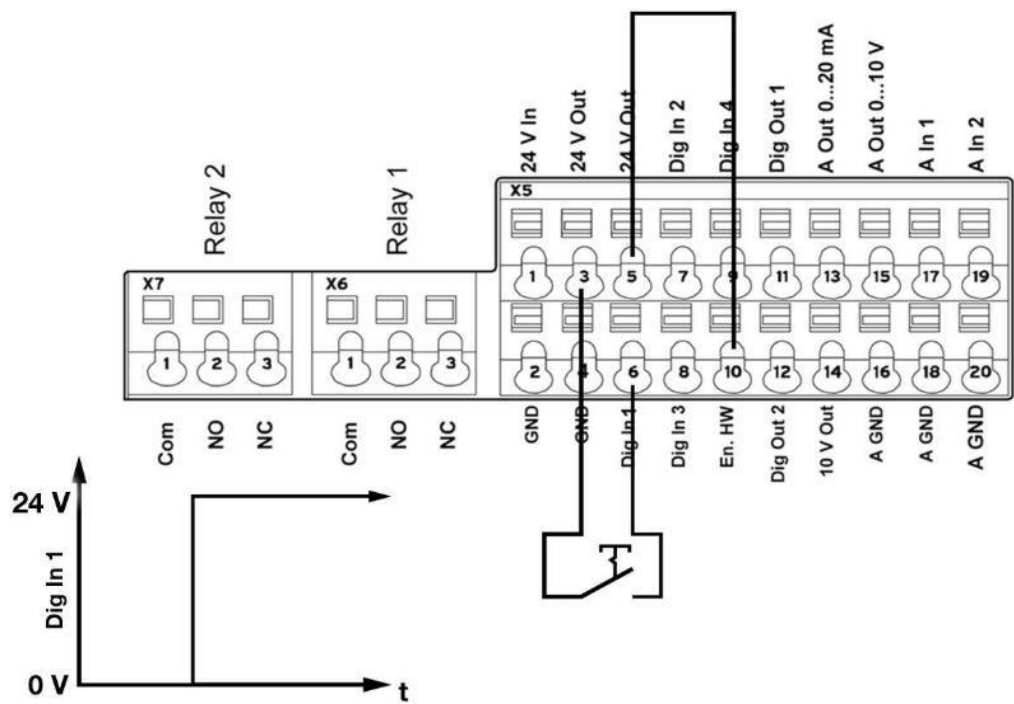 24 V In
24 V Out
24 V Out
Dig In 2
Dig In 4
Dig Out 1
A Out 0...20 mA
A Out 0...10 V
A In 1
A In 2
Relay 2
Relay 1
X5
1 3 5 7 9 11 13 15 17 19
X7
X6
1 2 3
1 2 3
2 4 6 8 10 12 14 16 18 20
Com
NO
NC
Com
NO
NC
GND
GND
Dig In 1
Dig In 3
En. HW
Dig Out 2
10 V Out
A GND
A GND
A GND
24 V
Dig In 1
0 V
t